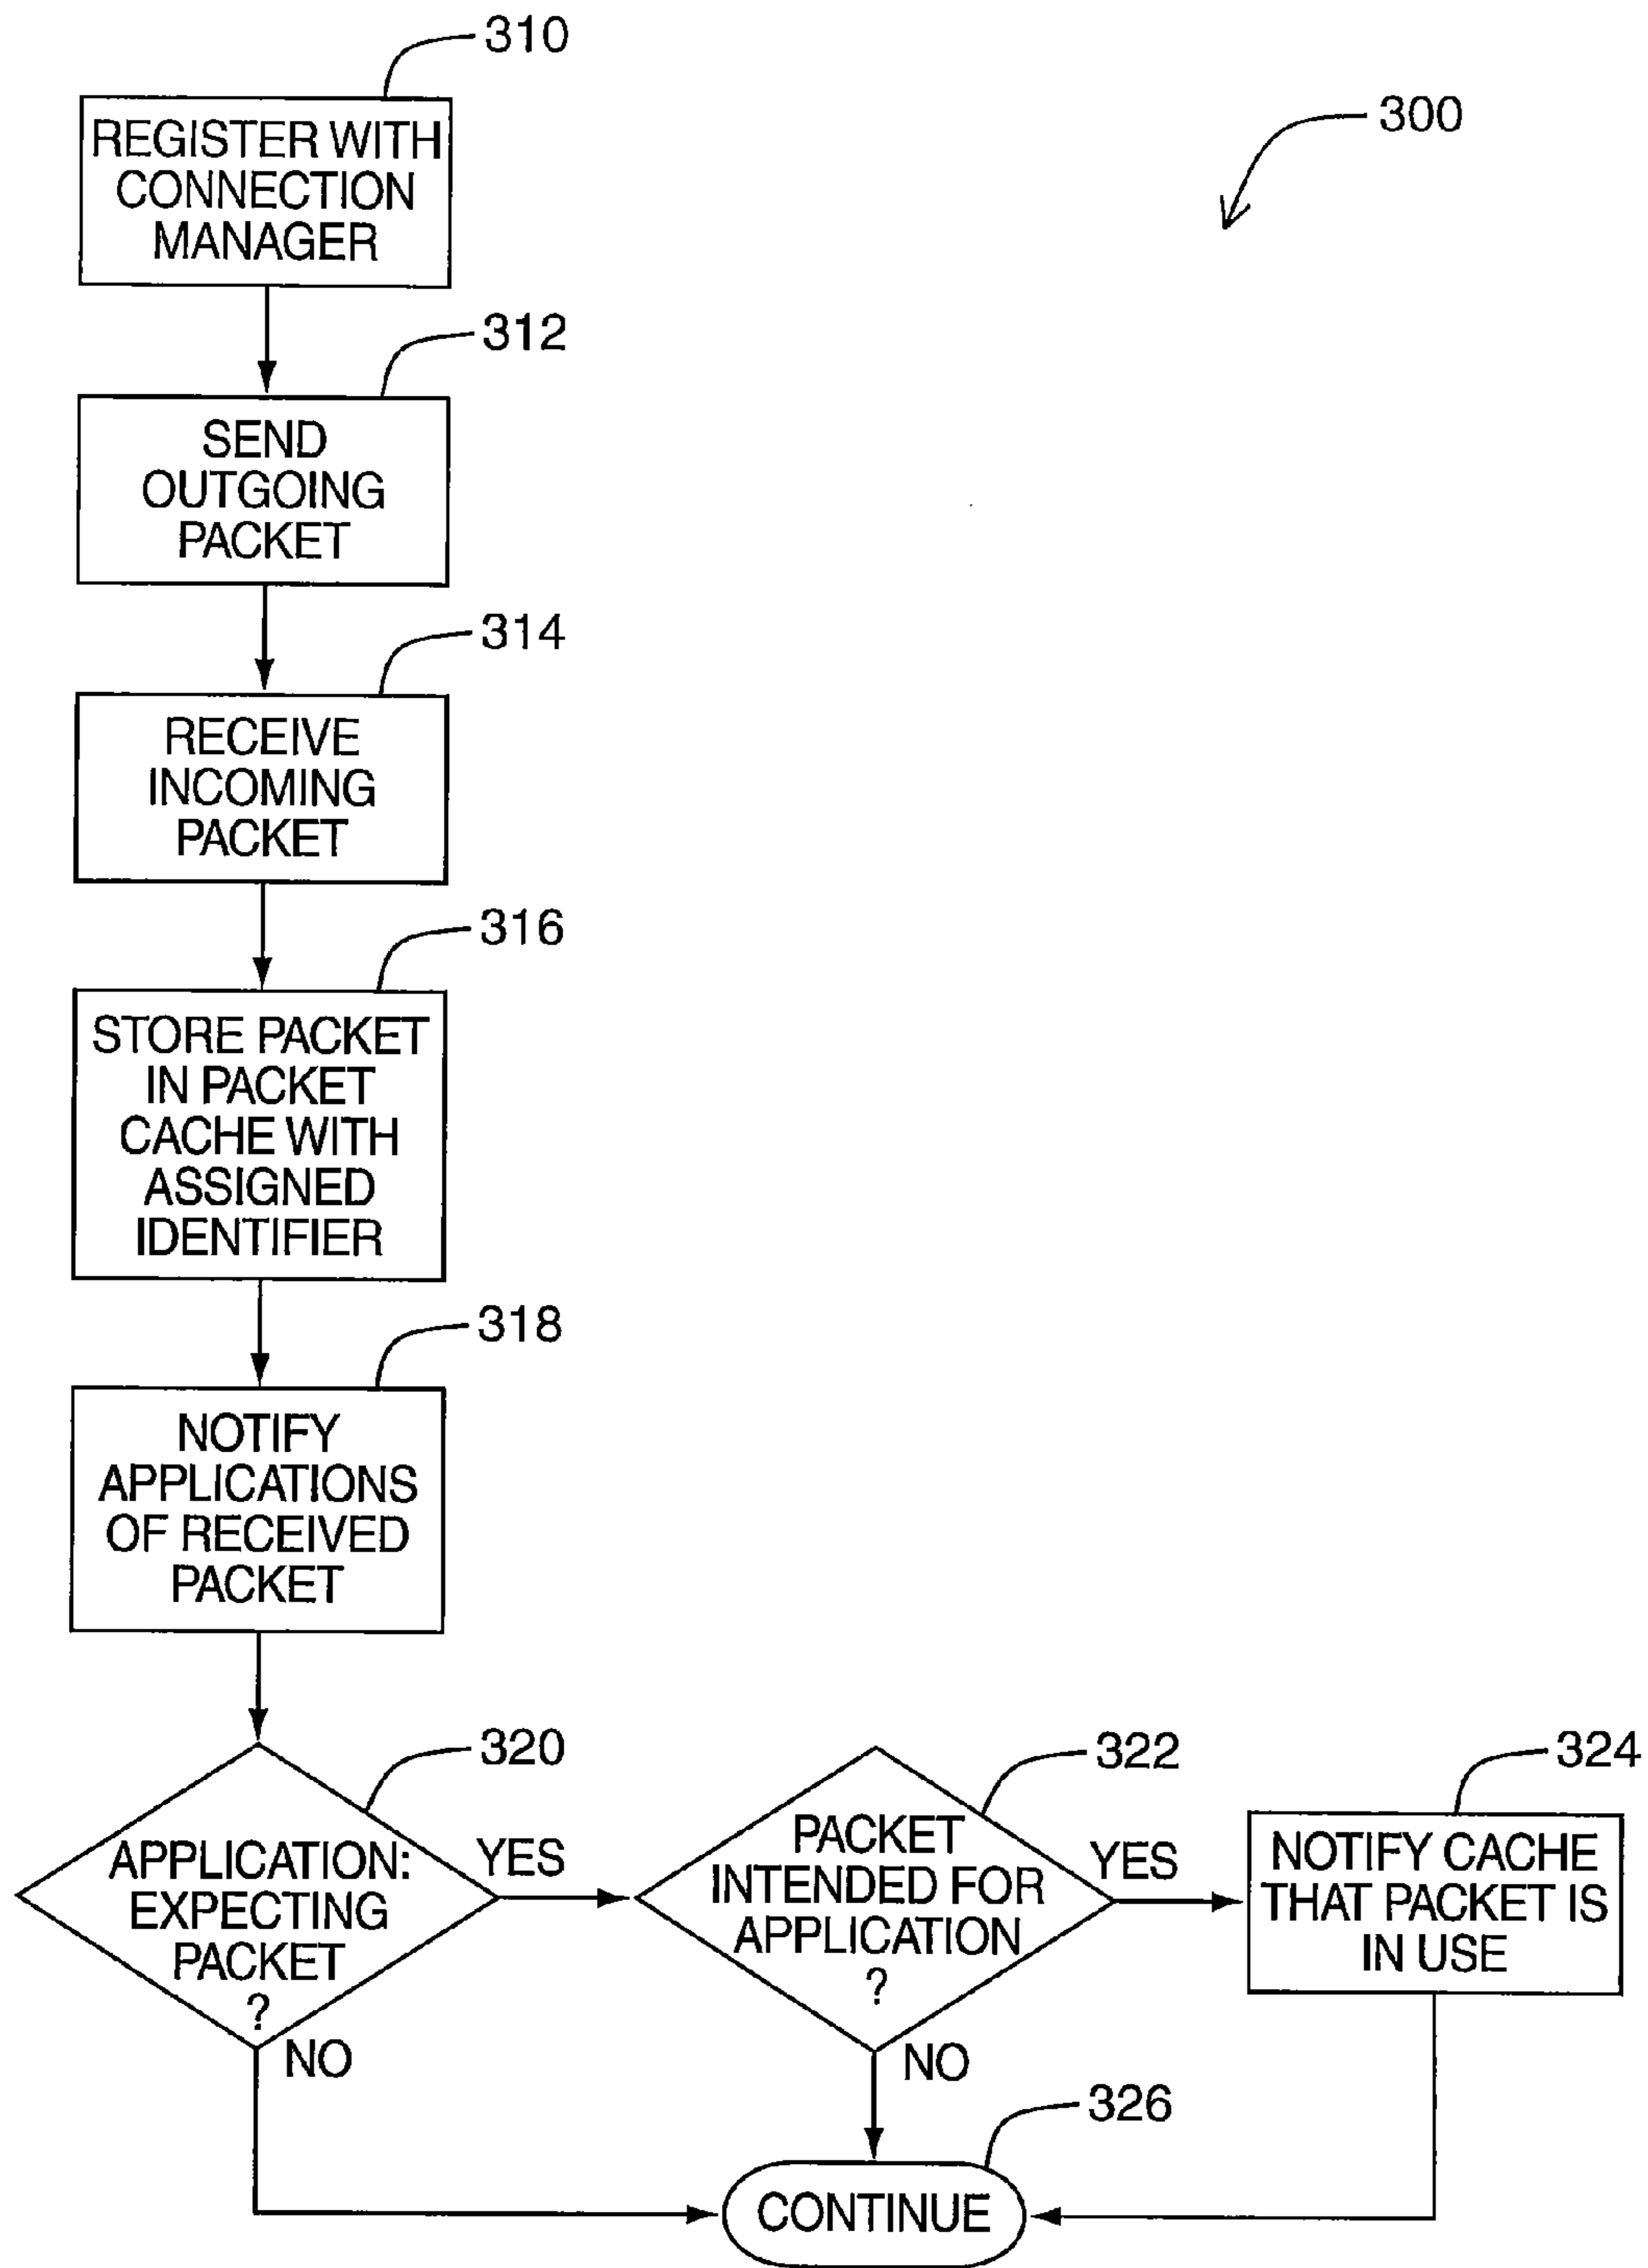 310
REGISTER WITH
CONNECTION
MANAGER
300
312
SEND
OUTGOING
PACKET
314
RECEIVE
INCOMING
PACKET
316
STORE PACKET
IN PACKET
CACHE WITH
ASSIGNED
IDENTIFIER
318
NOTIFY
APPLICATIONS
OF RECEIVED
PACKET
320
APPLICATION:
EXPECTING
PACKET
?
YES
NO
322
PACKET
INTENDED FOR
APPLICATION
?
YES
NO
324
NOTIFY CACHE
THAT PACKET IS
IN USE
326
CONTINUE